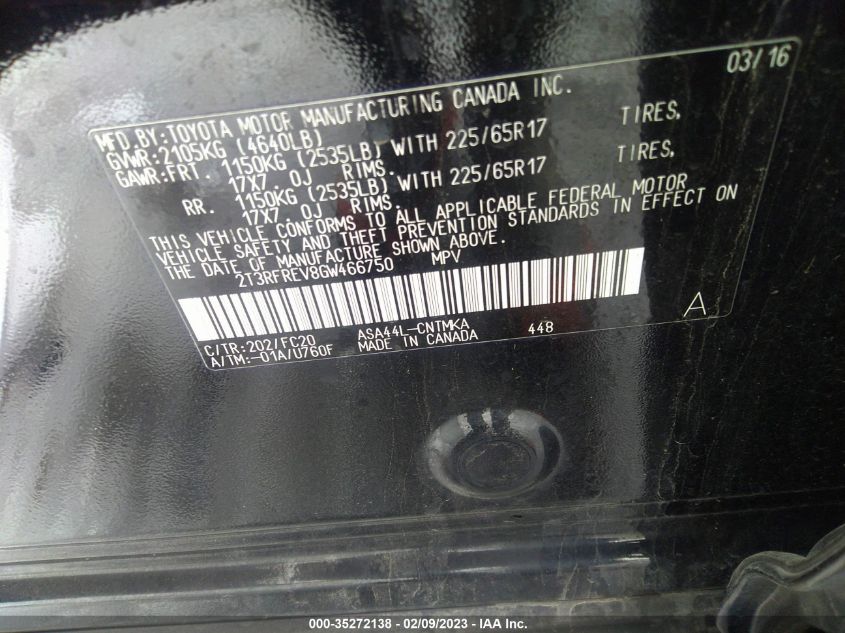 03/16
MFD.BY:TOYOTA MOTOR MANUFACTURING CANADA INC.
GVWR:2105KG (4640LB)
GAWR:FRT. 1150KG (2535LB) WITH 225/65R17 TIRES,
17X7.0J RIMS.
RR. 1150KG (2535LB) WITH 225/65R17 TIRES,
17X7.0J RIMS.
THIS VEHICLE CONFORMS TO ALL APPLICABLE FEDERAL MOTOR
VEHICLE SAFETY AND THEFT PREVENTION STANDARDS IN EFFECT ON
THE DATE OF MANUFACTURE SHOWN ABOVE.
2T3RFREV8GW466750 MPV
C/TR:202/FC20 ASA44L-CNTMKA 448 A
A/TM:-01A/U760F MADE IN CANADA
000-35272138 - 02/09/2023 - IAA Inc.